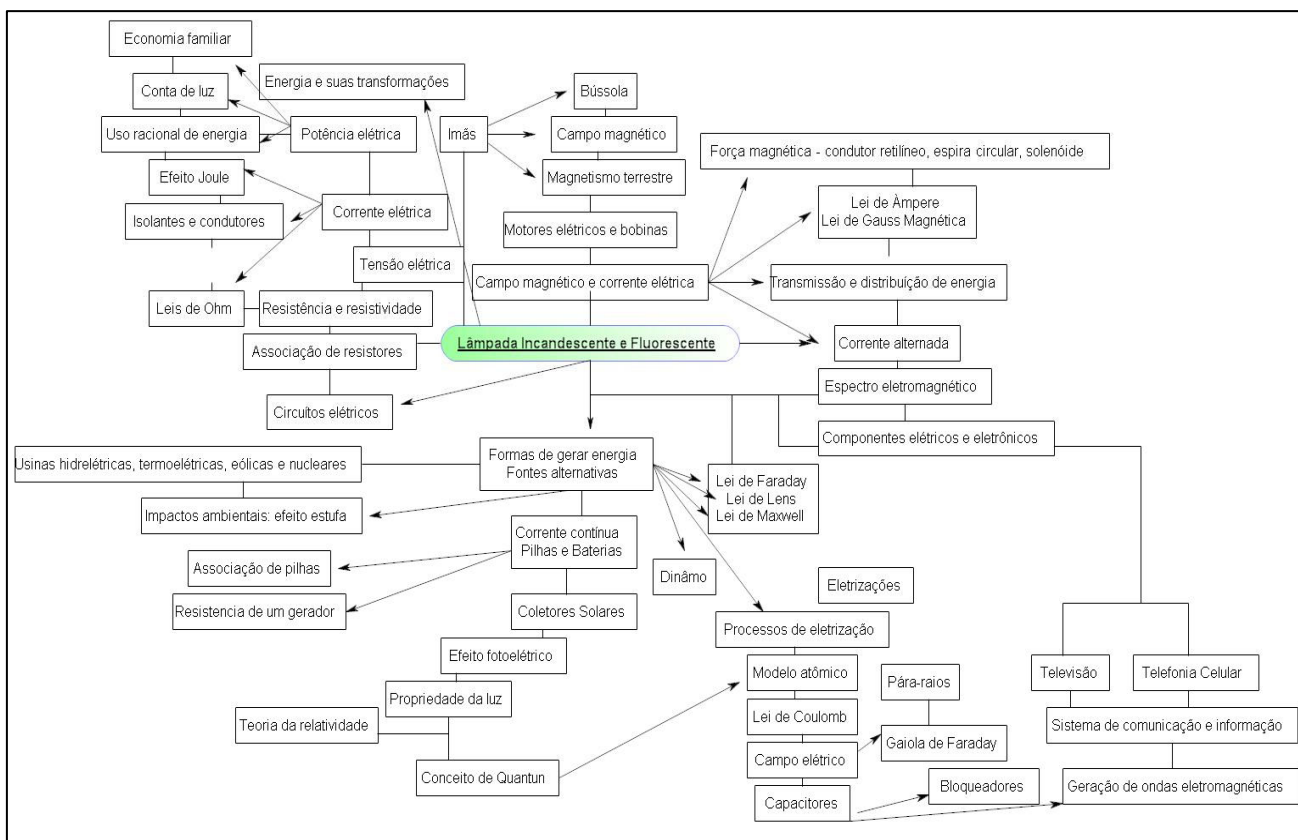 Economia familiar
Energia e suas transformações
Conta de luz
Uso racional de energia
Potência elétrica
Efeito Joule
Isolantes e condutores
Corrente elétrica
Tensão elétrica
Leis de Ohm
Resistência e resistividade
Associação de resistores
Circuítos elétricos
Imãs
Bússola
Campo magnético
Magnetismo terrestre
Motores elétricos e bobinas
Campo magnético e corrente elétrica
Força magnética - condutor retilíneo, espira circular, solenóide
Lei de Àmpere
Lei de Gauss Magnética
Transmissão e distribuíção de energia
Corrente alternada
Lâmpada Incandescente e Fluorescente
Espectro eletromagnético
Componentes elétricos e eletrônicos
Formas de gerar energia
Fontes alternativas
Usinas hidrelétricas, termoelétricas, eólicas e nucleares
Impactos ambientais: efeito estufa
Lei de Faraday
Lei de Lens
Lei de Maxwell
Corrente contínua
Pilhas e Baterias
Associação de pilhas
Resistencia de um gerador
Dinâmo
Coletores Solares
Efeito fotoelétrico
Propriedade da luz
Teoria da relatividade
Conceito de Quantun
Eletrizações
Processos de eletrização
Modelo atômico
Lei de Coulomb
Campo elétrico
Capacitores
Pára-raios
Gaiola de Faraday
Bloqueadores
Televisão
Telefonia Celular
Sistema de comunicação e informação
Geração de ondas eletromagnéticas